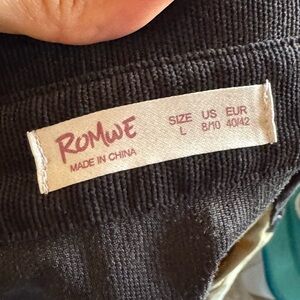 ROMWE
MADE IN CHINA
SIZE US EUR
L 8/10 40/42